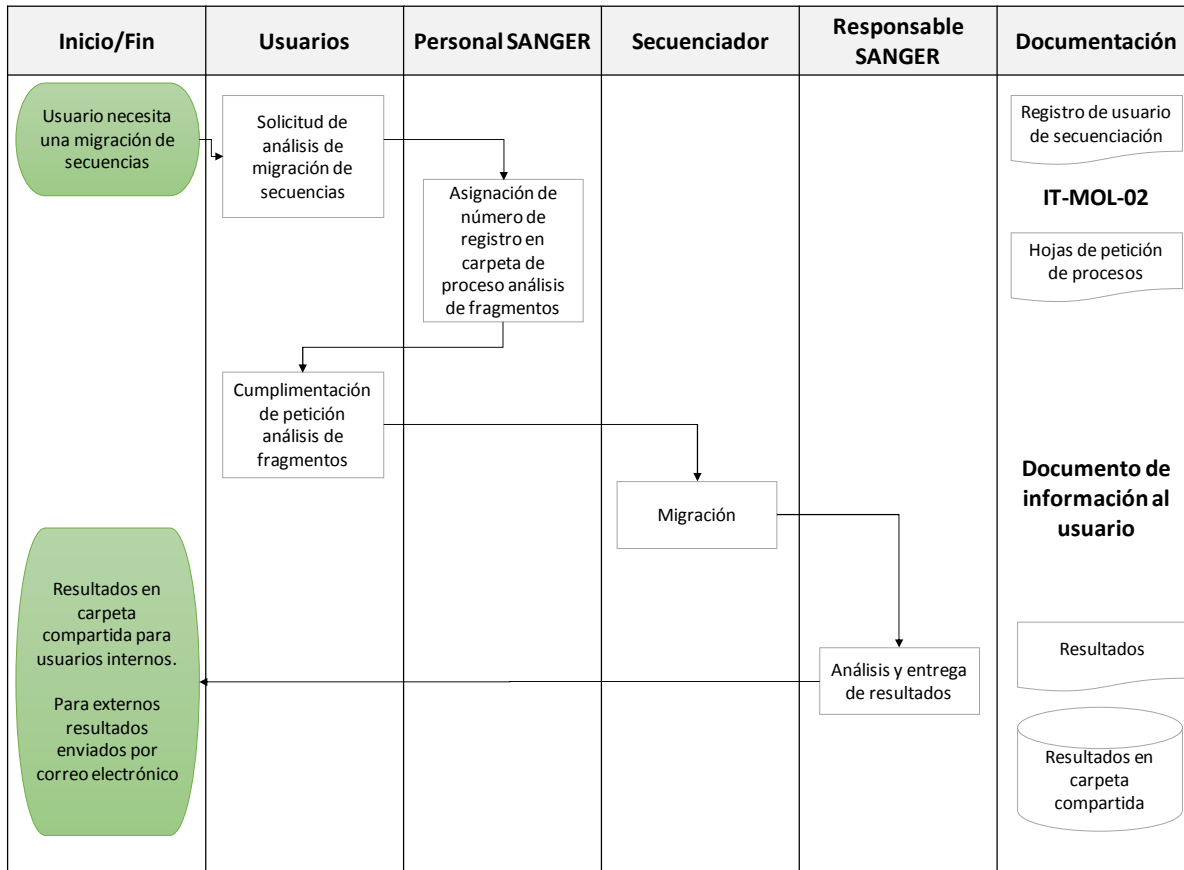 Inicio/Fin
Usuarios
Personal SANGER
Secuenciador
Responsable
SANGER
Documentación
Usuario necesita
una migración de
secuencias
Solicitud de
análisis de
migración de
secuencias
Asignación de
número de
registro en
carpeta de
proceso análisis
de fragmentos
Cumplimentación
de petición
análisis de
fragmentos
Migración
Análisis y entrega
de resultados
Resultados en
carpeta
compartida para
usuarios internos.
Para externos
resultados
enviados por
correo electrónico
Registro de usuario
de secuenciación
IT-MOL-02
Hojas de petición
de procesos
Documento de
información al
usuario
Resultados
Resultados en
carpeta
compartida